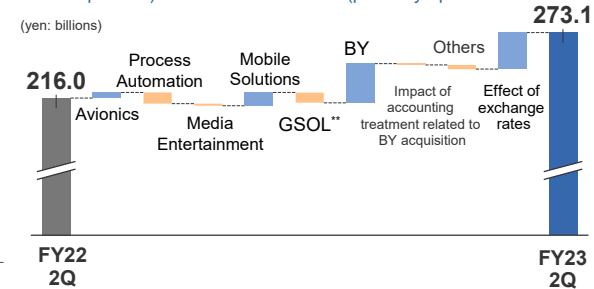 (yen: billions)
273.1
216.0
Avionics
Process
Automation
Media
Entertainment
Mobile
Solutions
GSOL**
BY
Impact of
accounting
treatment related to
BY acquisition
Others
Effect of
exchange
rates
FY22
2Q
FY23
2Q